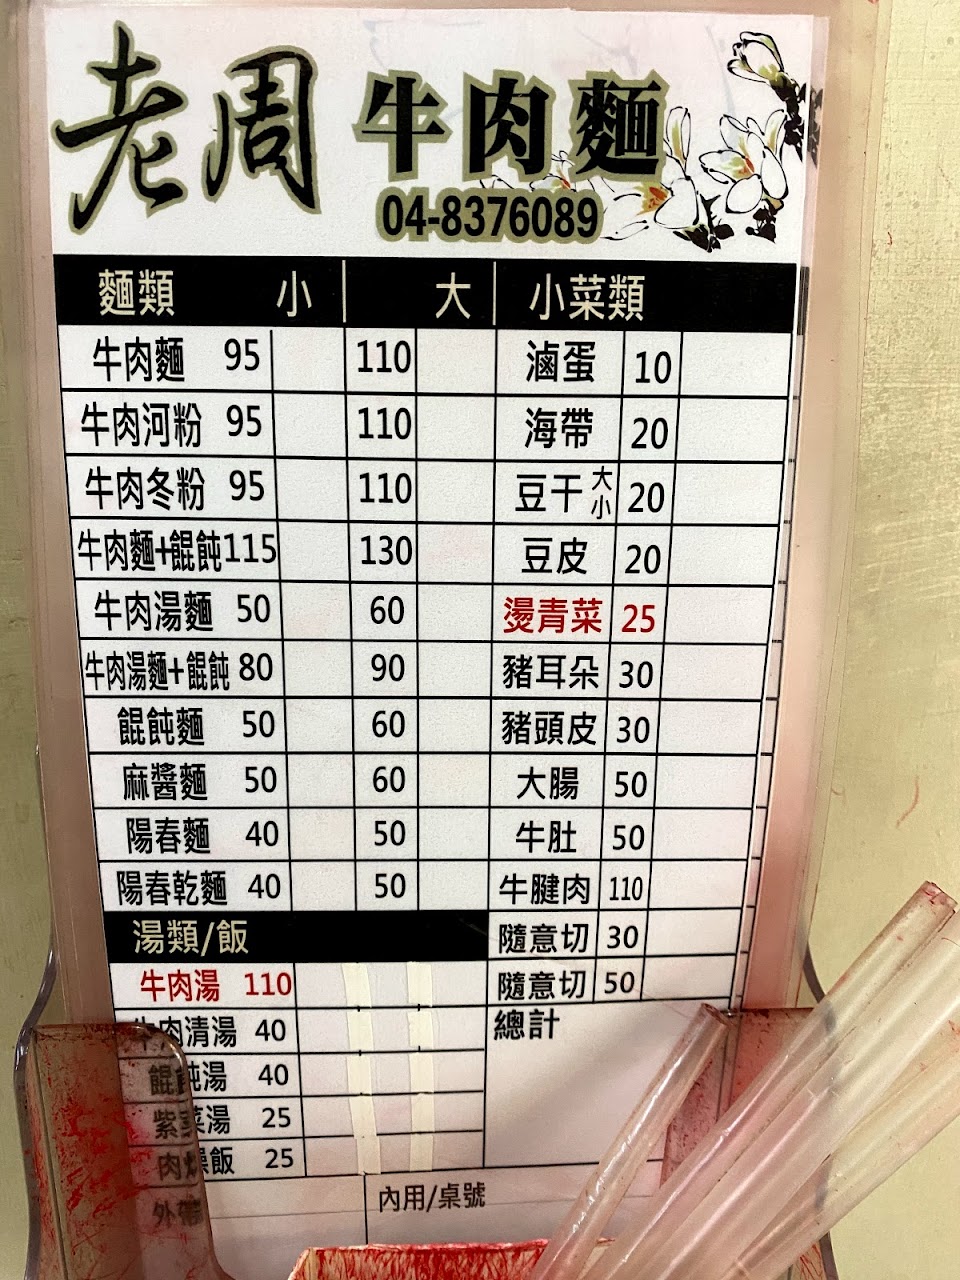 老周 牛肉麵
04-8376089
麵類 小 大 小菜類
牛肉麵 95 110 滷蛋 10
牛肉河粉 95 110 海帶 20
牛肉冬粉 95 110 豆干 大 小 20
牛肉麵+餛飩 115 130 豆皮 20
牛肉湯麵 50 60 燙青菜 25
牛肉湯麵+餛飩 80 90 豬耳朵 30
餛飩麵 50 60 豬頭皮 30
麻醬麵 50 60 大腸 50
陽春麵 40 50 牛肚 50
陽春乾麵 40 50 牛腱肉 110
湯類/飯 隨意切 30
牛肉湯 110 隨意切 50
牛肉清湯 40 總計
餛飩湯 40
紫菜湯 25
肉燥飯 25
外帶 內用/桌號